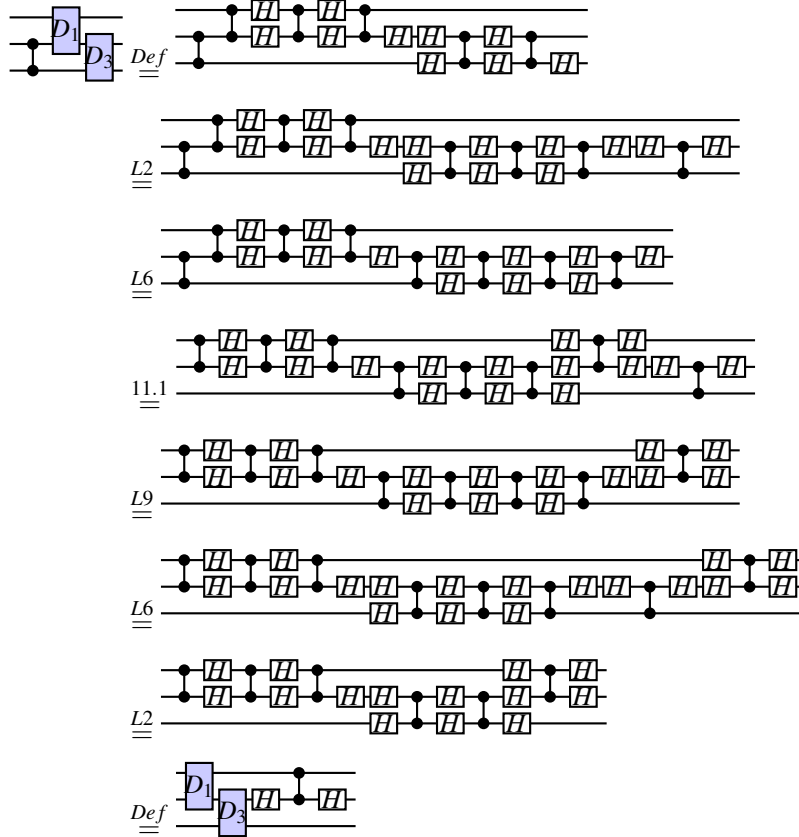 H H
D₁ H H H H H
D₃ Def = H H H
H H
H H H H H H H H H
L2 = H H H
H H
H H H H H H H
L6 = H H H
H H H H
H H H H H H H H H
11.1 = H H H
H H H H
H H H H H H H H H
L9 = H H H
H H H H
H H H H H H H H H H H
L6 = H H H
H H H H
H H H H H H H
L2 = H H H
D₁ H H
Def = D₃